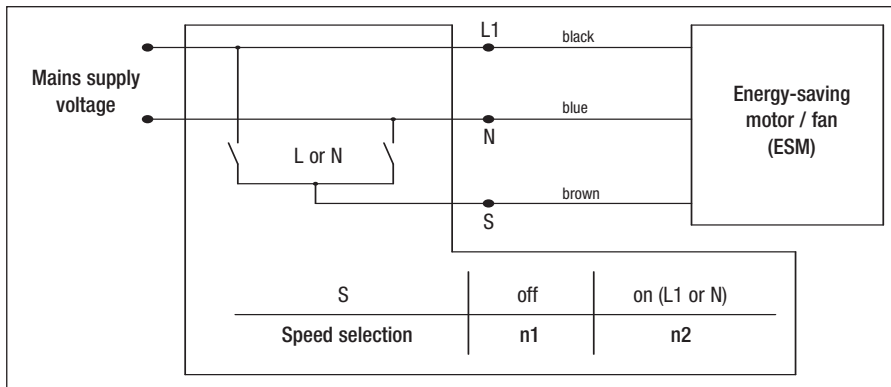 Mains supply
voltage
L1
black
N
blue
L or N
S
brown
Energy-saving
motor / fan
(ESM)
S off on (L1 or N)
Speed selection n1 n2